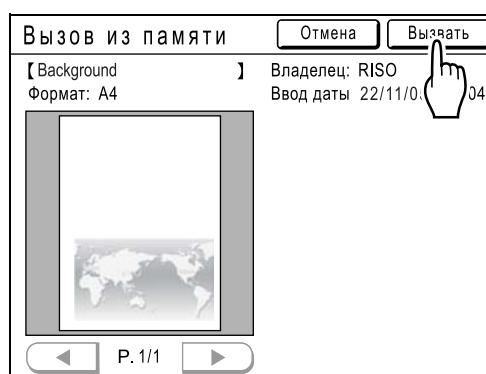 Вызов из памяти
Отмена
Вызвать
【Background】
Владелец: RISO
Формат: A4
Ввод даты 22/11/0 04
P. 1/1